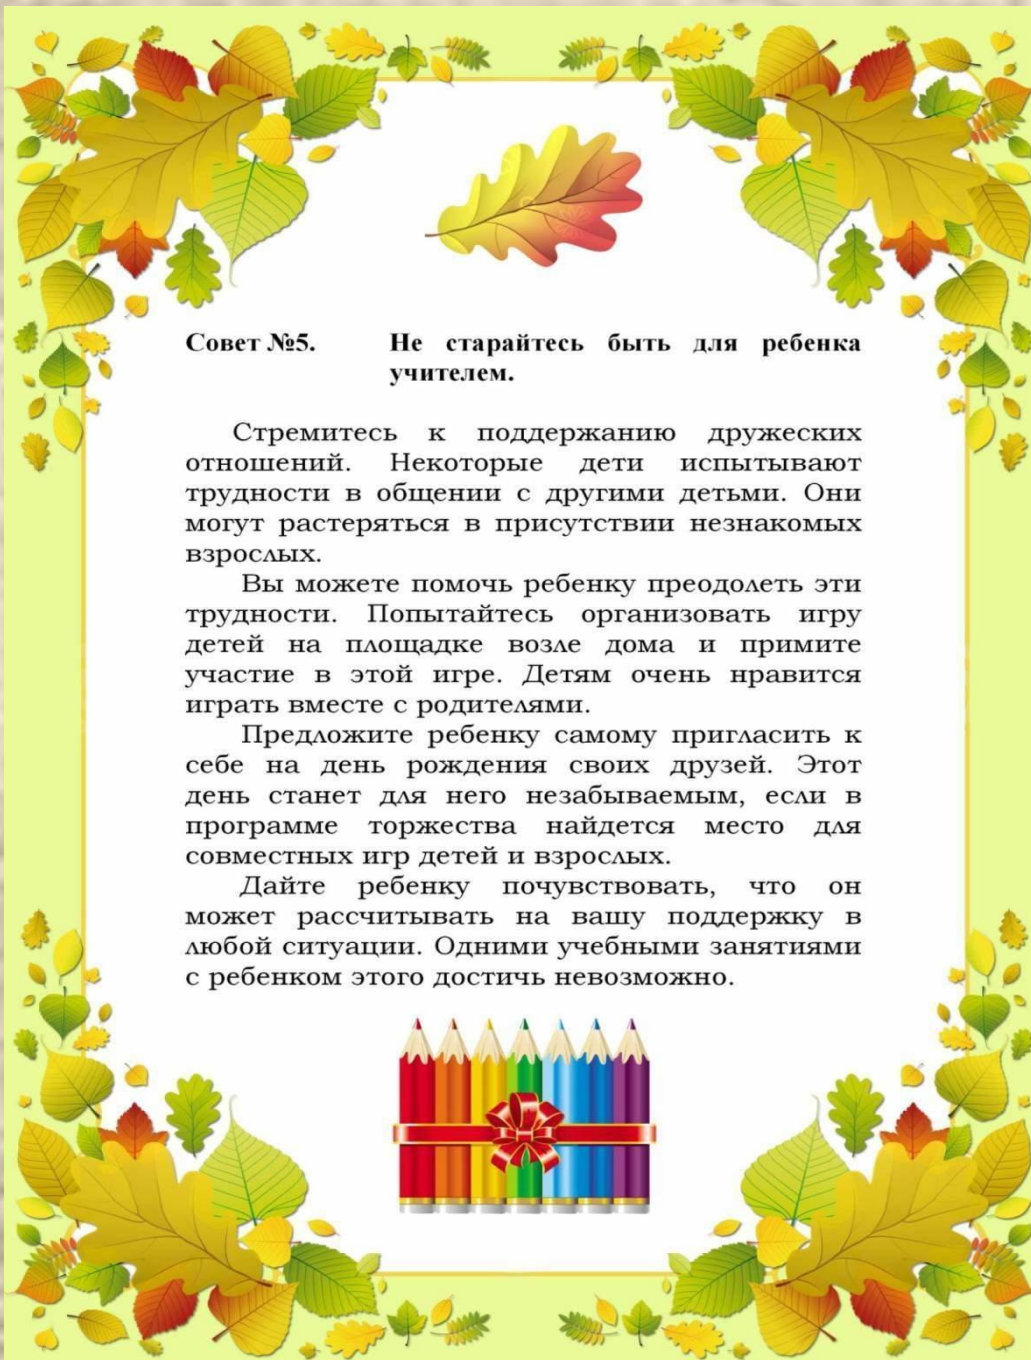 Совет №5. Не старайтесь быть для ребенка
учителем.
Стремитесь к поддержанию дружеских
отношений. Некоторые дети испытывают
трудности в общении с другими детьми. Они
могут растеряться в присутствии незнакомых
взрослых.
Вы можете помочь ребенку преодолеть эти
трудности. Попытайтесь организовать игру
детей на площадке возле дома и примите
участие в этой игре. Детям очень нравится
играть вместе с родителями.
Предложите ребенку самому пригласить к
себе на день рождения своих друзей. Этот
день станет для него незабываемым, если в
программе торжества найдется место для
совместных игр детей и взрослых.
Дайте ребенку почувствовать, что он
может рассчитывать на вашу поддержку в
любой ситуации. Одними учебными занятиями
с ребенком этого достичь невозможно.